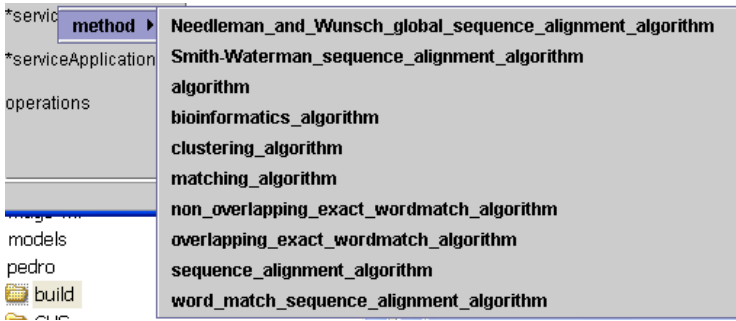 *servic
method
Needleman_and_Wunsch_global_sequence_alignment_algorithm
*serviceApplication
Smith-Waterman_sequence_alignment_algorithm
algorithm
operations
bioinformatics_algorithm
clustering_algorithm
matching_algorithm
non_overlapping_exact_wordmatch_algorithm
models
overlapping_exact_wordmatch_algorithm
pedro
sequence_alignment_algorithm
build
word_match_sequence_alignment_algorithm